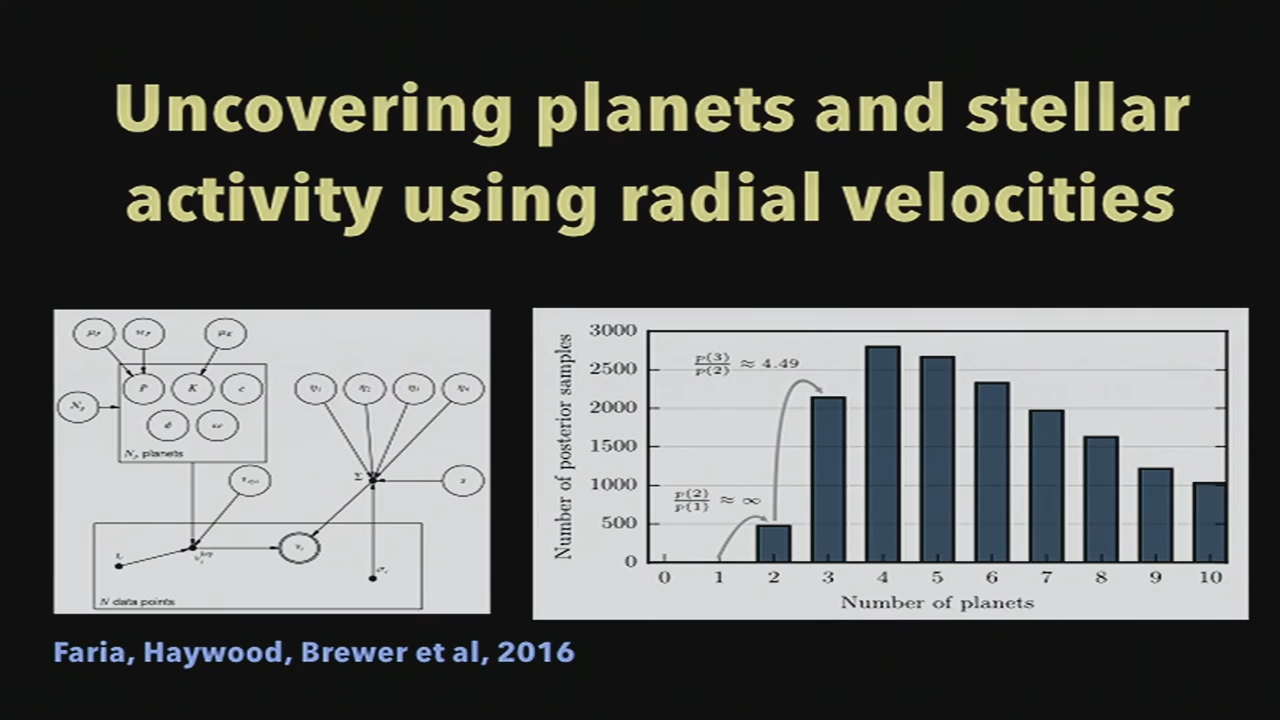 Uncovering planets and stellar
activity using radial velocities
P
K
e
N planets
N data points
Number of posterior samples
3000
2500
2000
1500
1000
500
0
p(3)
p(2) ≈ 4.49
p(2)
p(1) ≈ ∞
0 1 2 3 4 5 6 7 8 9 10
Number of planets
Faria, Haywood, Brewer et al, 2016